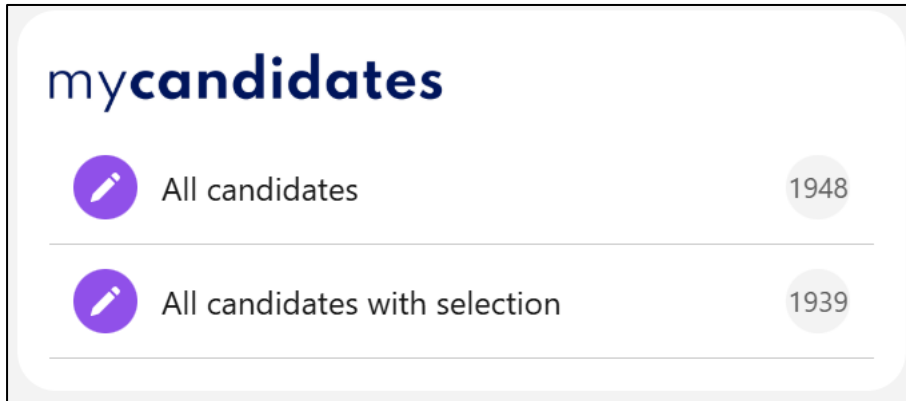 mycandidates
All candidates 1948
All candidates with selection 1939